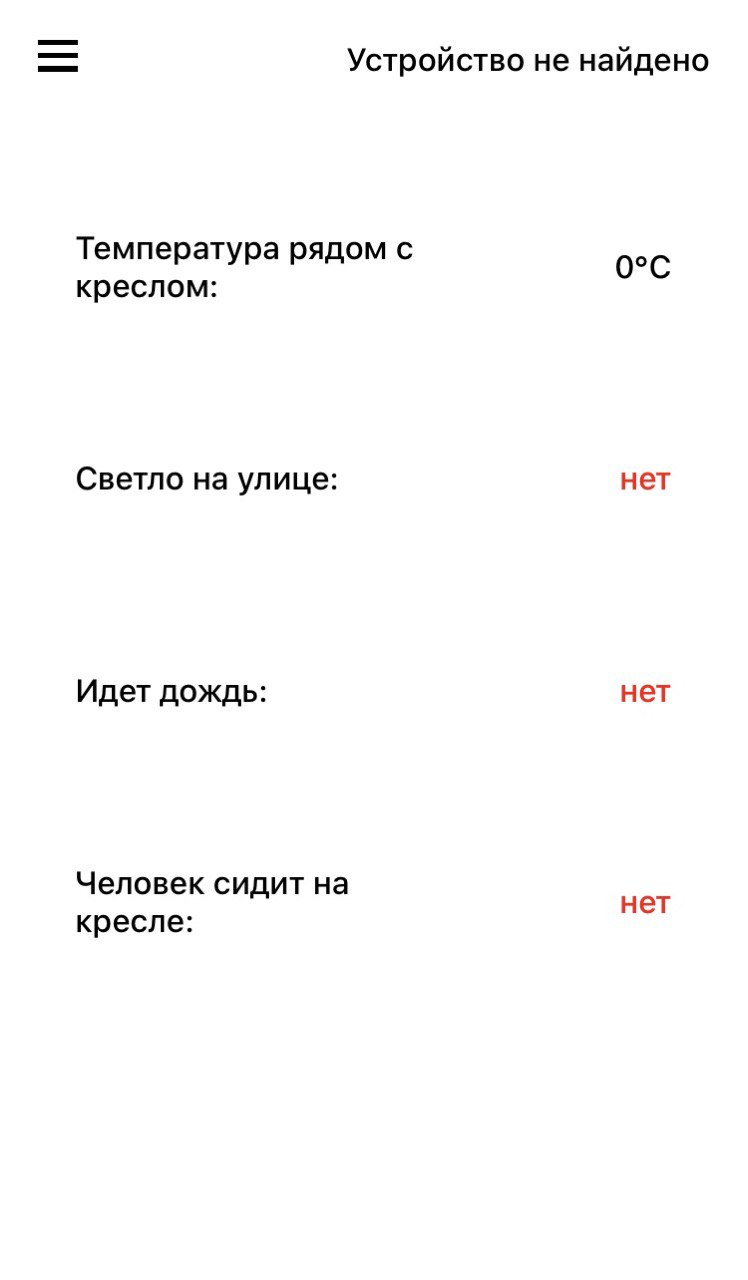 Устройство не найдено
Температура рядом с
креслом:
0°C
Светло на улице:
нет
Идет дождь:
нет
Человек сидит на
кресле:
нет